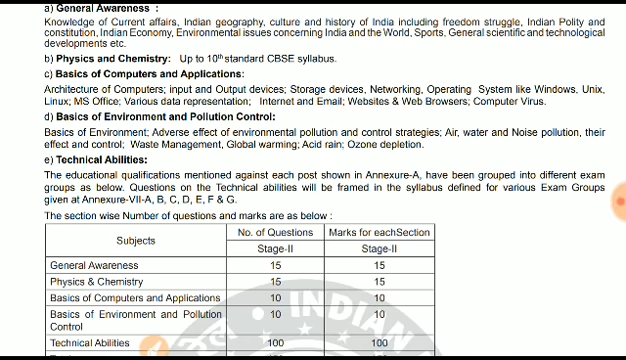 a) General Awareness :
Knowledge of Current affairs, Indian geography, culture and history of India including freedom struggle, Indian Polity and
constitution, Indian Economy, Environmental issues concerning India and the World, Sports, General scientific and technological
developments etc.
b) Physics and Chemistry: Up to 10th standard CBSE syllabus.
c) Basics of Computers and Applications:
Architecture of Computers; input and Output devices; Storage devices, Networking, Operating System like Windows, Unix,
Linux; MS Office; Various data representation; Internet and Email; Websites & Web Browsers; Computer Virus.
d) Basics of Environment and Pollution Control:
Basics of Environment; Adverse effect of environmental pollution and control strategies; Air, water and Noise pollution, their
effect and control; Waste Management, Global warming; Acid rain; Ozone depletion.
e) Technical Abilities:
The educational qualifications mentioned against each post shown in Annexure-A, have been grouped into different exam
groups as below. Questions on the Technical abilities will be framed in the syllabus defined for various Exam Groups
given at Annexure-VII-A, B, C, D, E, F & G.
The section wise Number of questions and marks are as below :
Subjects No. of Questions Marks for eachSection
Stage-II Stage-II
General Awareness 15 15
Physics & Chemistry 15 15
Basics of Computers and Applications 10 10
Basics of Environment and Pollution 10 10
Control
Technical Abilities 100 100
INDIAN